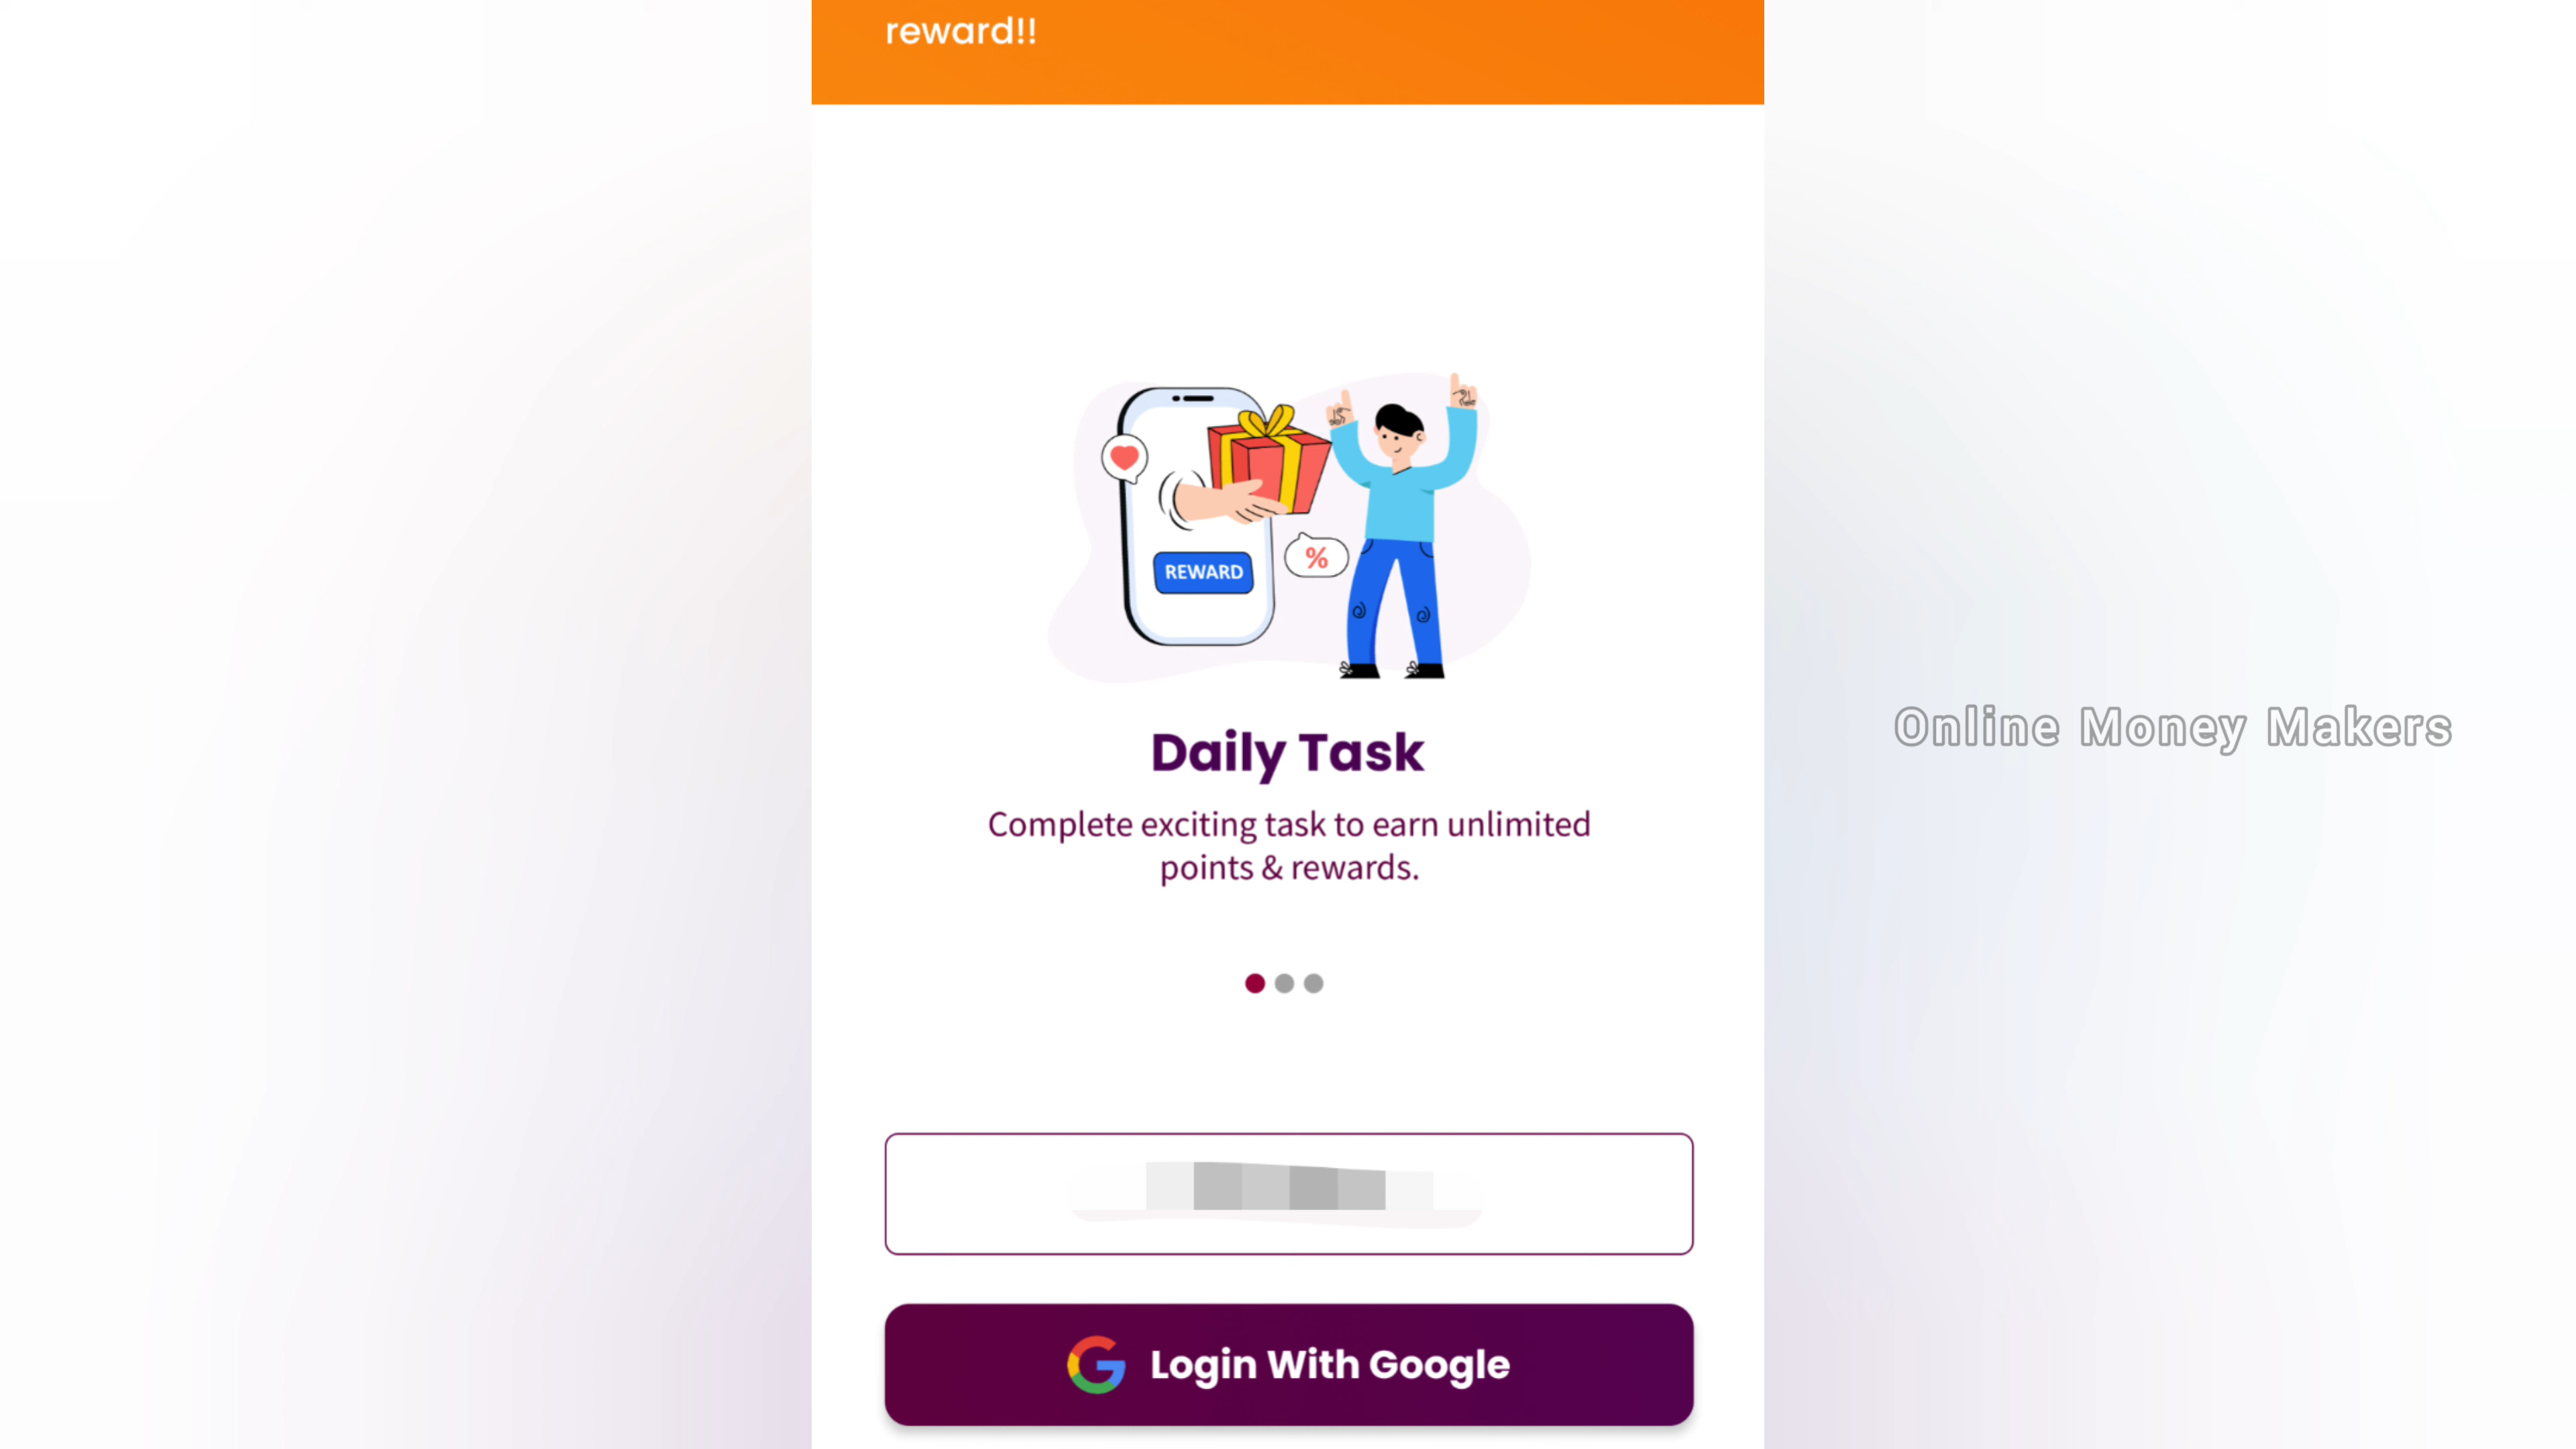 reward!!
REWARD
%
Daily Task
Complete exciting task to earn unlimited
points & rewards.
Online Money Makers
Login With Google